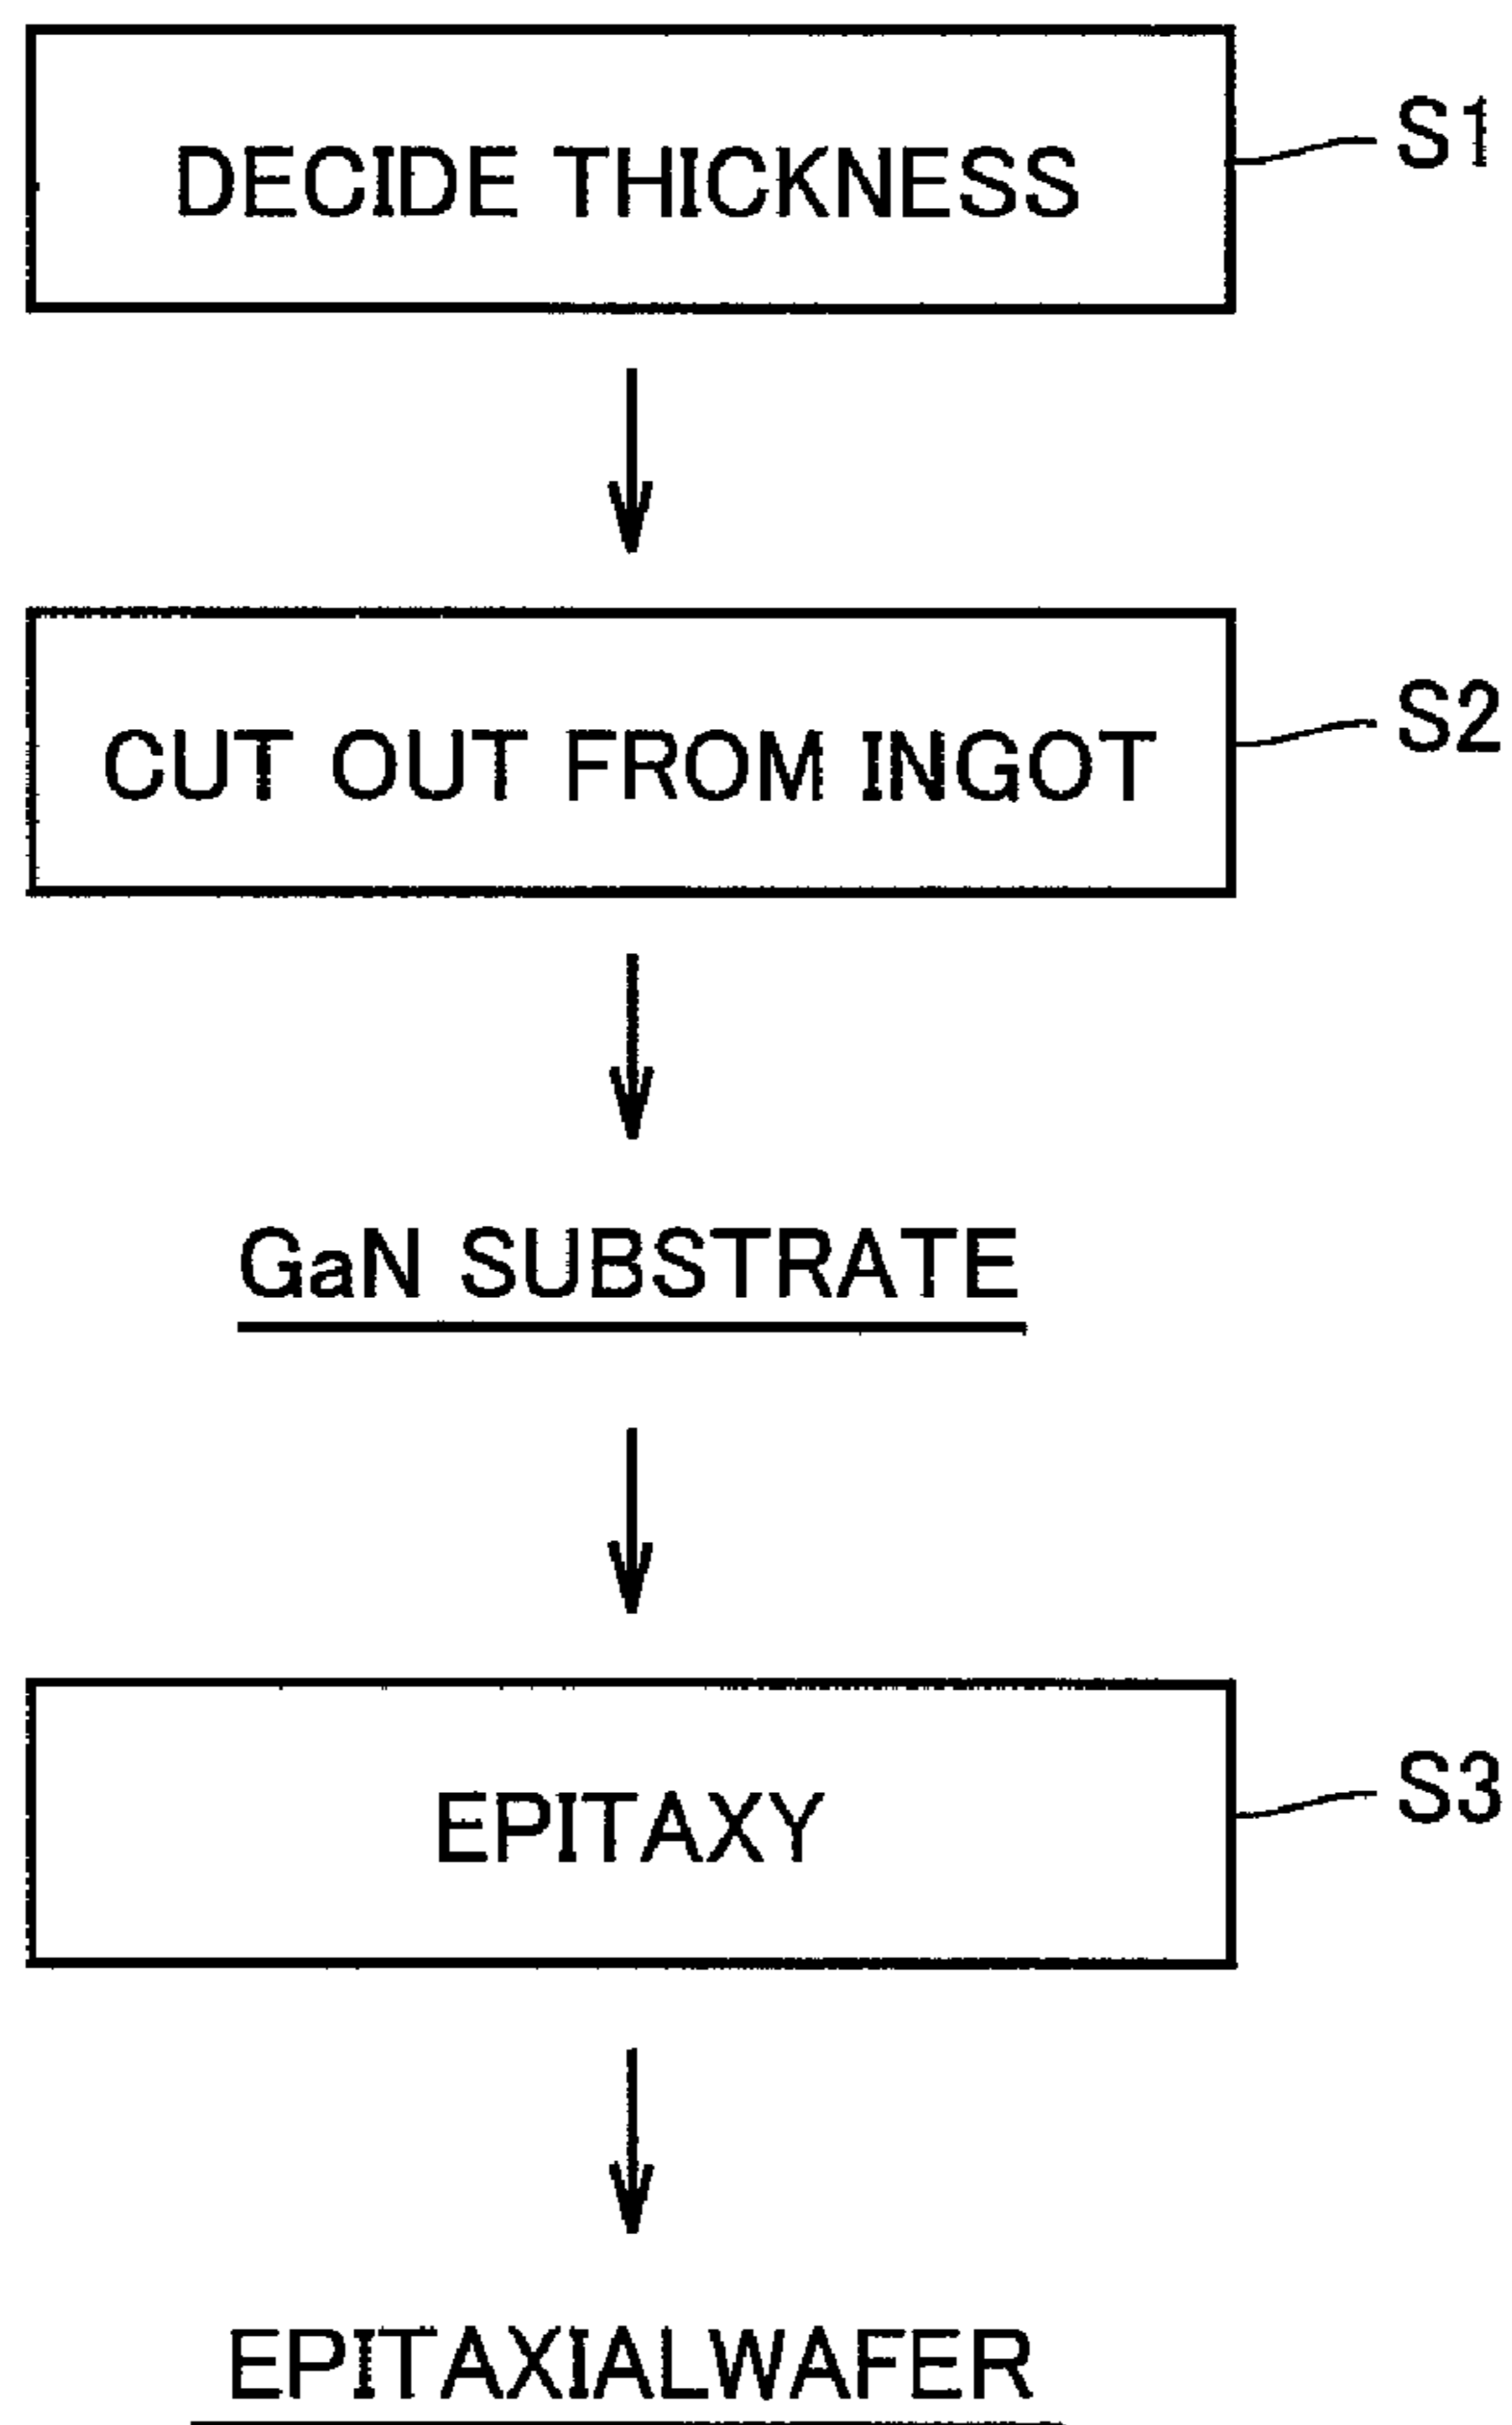 DECIDE THICKNESS
S1
CUT OUT FROM INGOT
S2
GaN SUBSTRATE
EPITAXY
S3
EPITAXIALWAFER